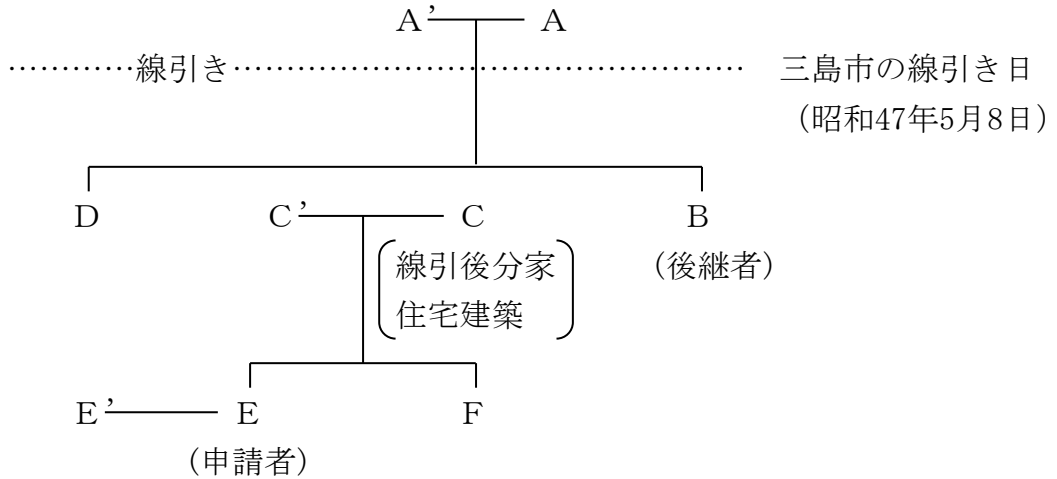 A’ A
…………線引き……………………………………… 三島市の線引き日
(昭和47年5月8日)
D C’ C B
線引後分家 (後継者)
住宅建築
E’ E F
(申請者)